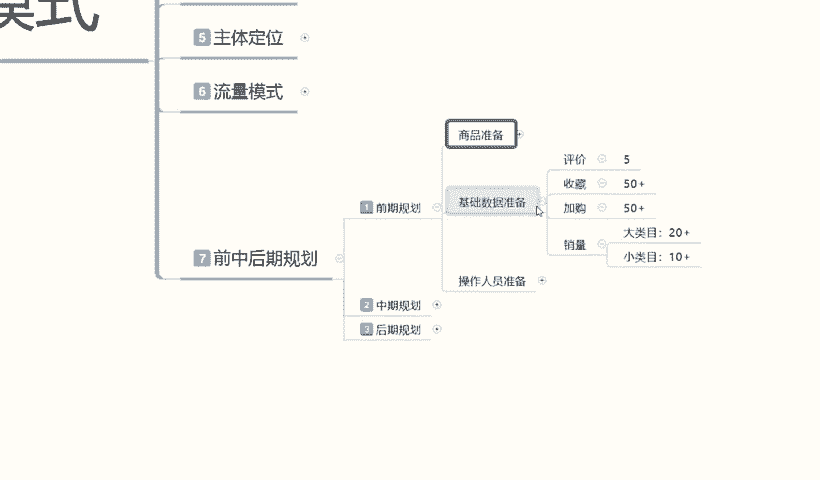 模式
5 主体定位
6 流量模式
7 前中后期规划
1 前期规划
商品准备
基础数据准备
评价 5
收藏 50+
加购 50+
销量
大类目：20+
小类目：10+
操作人员准备
2 中期规划
3 后期规划